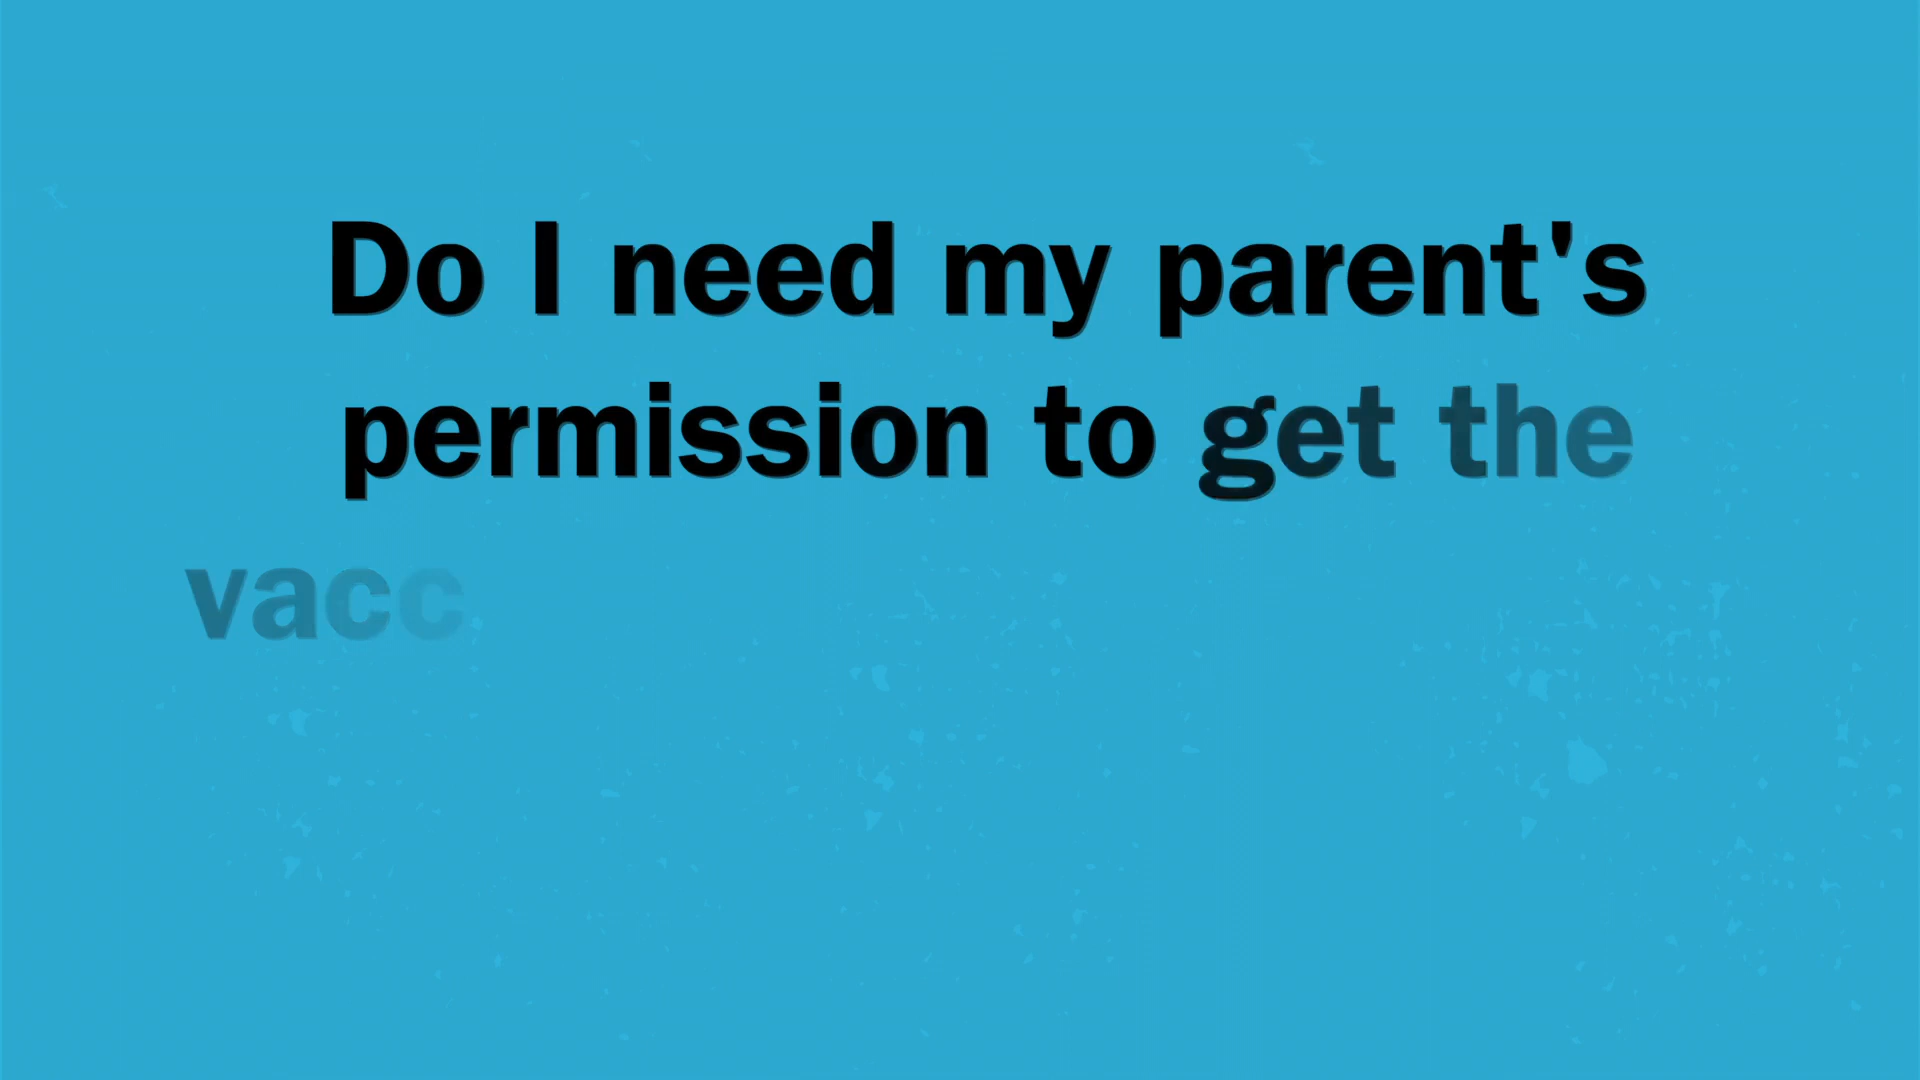 Do I need my parent's
permission to get the
vacc